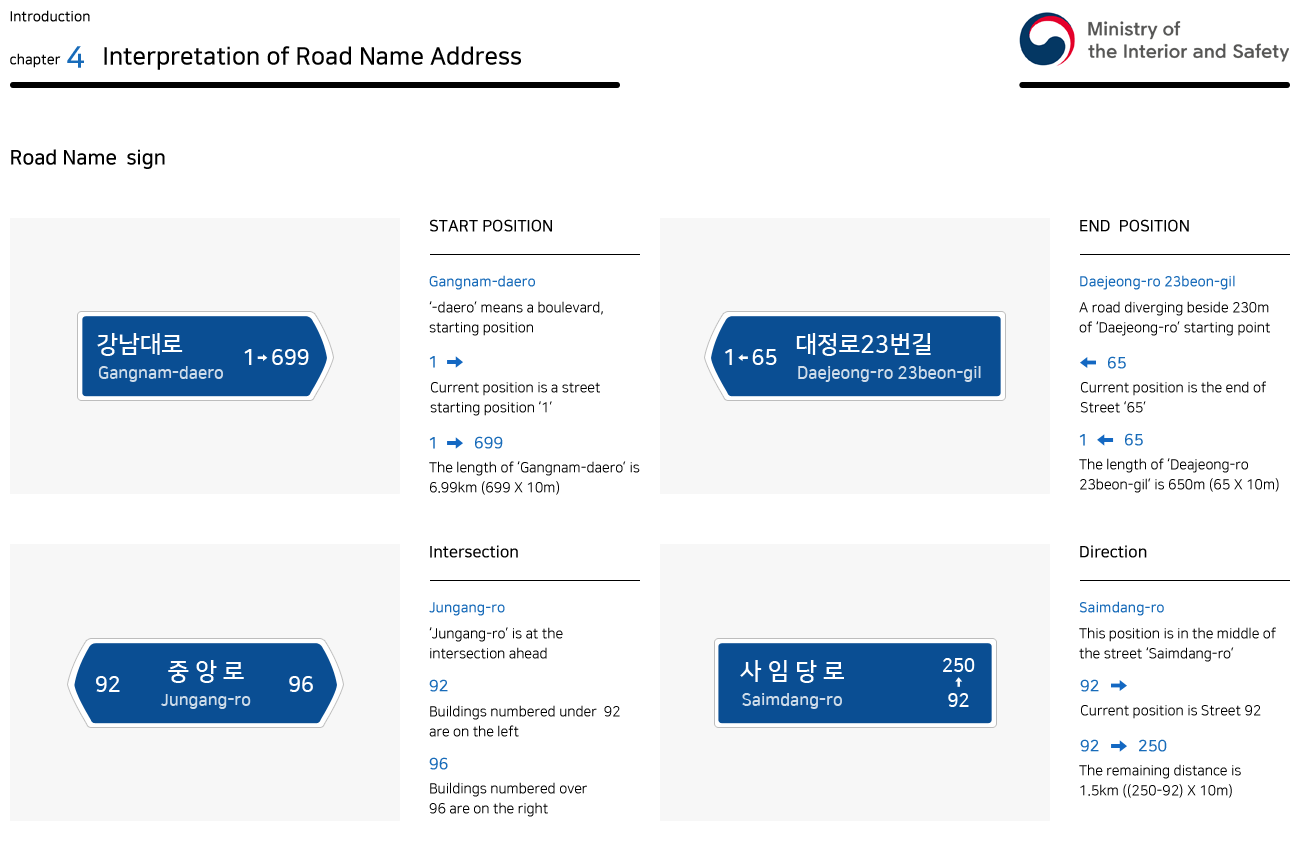 Introduction
chapter 4 Interpretation of Road Name Address
Ministry of
the Interior and Safety
Road Name sign
강남대로
Gangnam-daero
1→699
START POSITION
Gangnam-daero
‘-daero’ means a boulevard,
starting position
1 →
Current position is a street
starting position ‘1’
1 → 699
The length of ‘Gangnam-daero’ is
6.99km (699 X 10m)
1←65
대정로23번길
Daejeong-ro 23beon-gil
END POSITION
Daejeong-ro 23beon-gil
A road diverging beside 230m
of ‘Daejeong-ro’ starting point
← 65
Current position is the end of
Street ‘65’
1 ← 65
The length of ‘Deajeong-ro
23beon-gil’ is 650m (65 X 10m)
92
중앙로
Jungang-ro
96
Intersection
Jungang-ro
‘Jungang-ro’ is at the
intersection ahead
92
Buildings numbered under 92
are on the left
96
Buildings numbered over
96 are on the right
사임당로
Saimdang-ro
250
↑
92
Direction
Saimdang-ro
This position is in the middle of
the street ‘Saimdang-ro’
92 →
Current position is Street 92
92 → 250
The remaining distance is
1.5km ((250-92) X 10m)